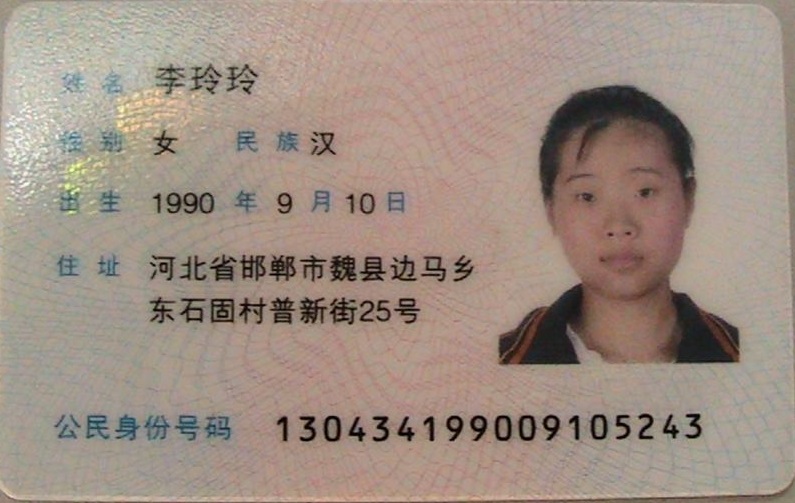 姓名 李玲玲
性别 女 民族 汉
出生 1990 年 9 月 10 日
住址 河北省邯郸市魏县边马乡
东石固村普新街25号
公民身份号码 130434199009105243